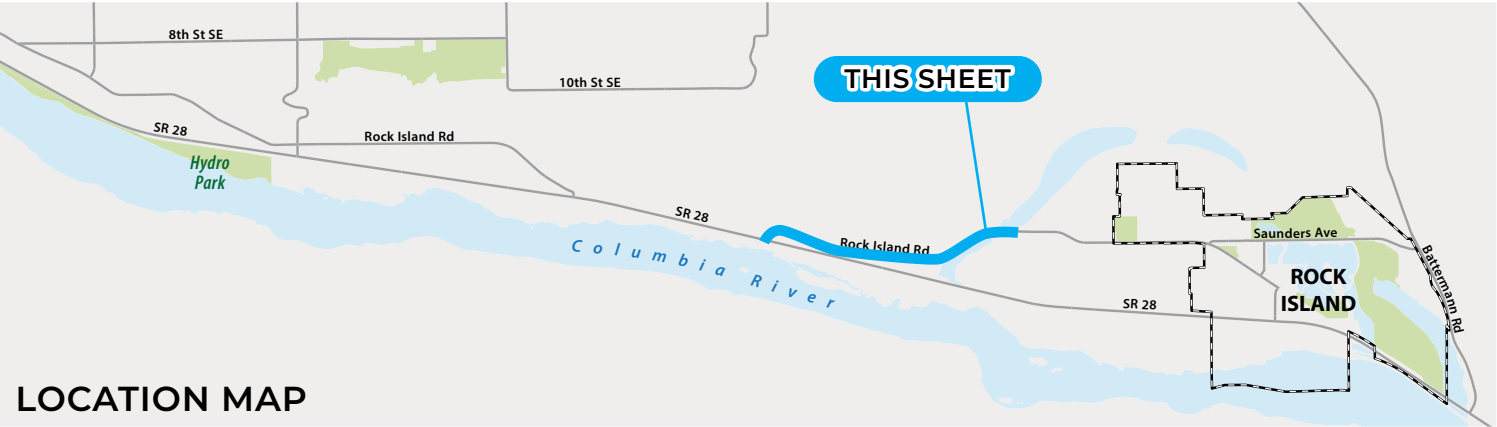 8th St SE
10th St SE
THIS SHEET
SR 28
Rock Island Rd
Hydro
Park
SR 28
Columbia River
Rock Island Rd
Saunders Ave
Battermann Rd
ROCK
ISLAND
SR 28
LOCATION MAP